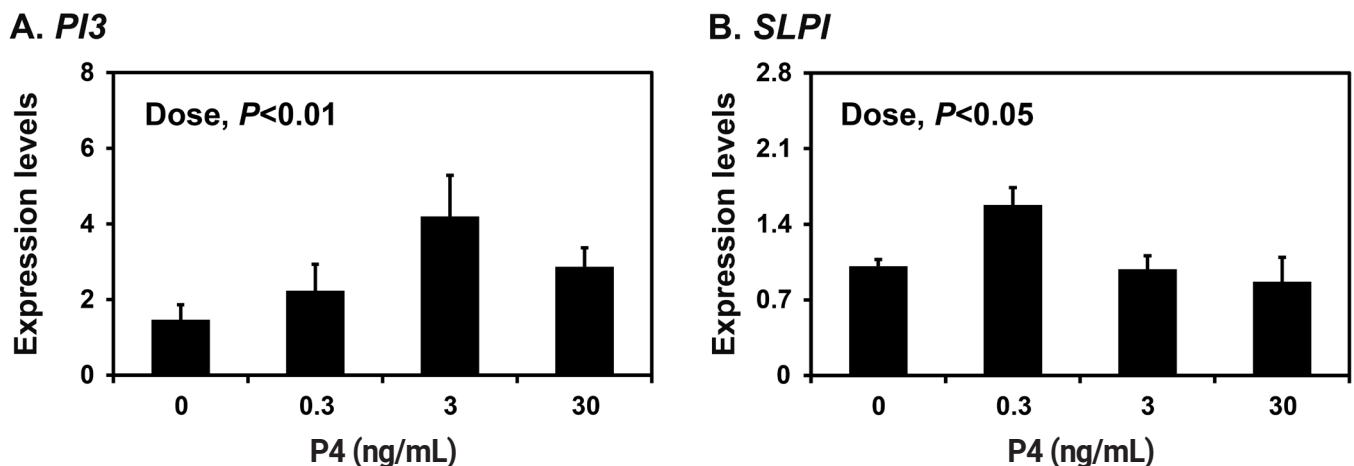 A. PI3
8
6
4
2
0
Expression levels
Dose, P<0.01
0 0.3 3 30
P4 (ng/mL)
B. SLPI
2.8
2.1
1.4
0.7
0
Expression levels
Dose, P<0.05
0 0.3 3 30
P4 (ng/mL)